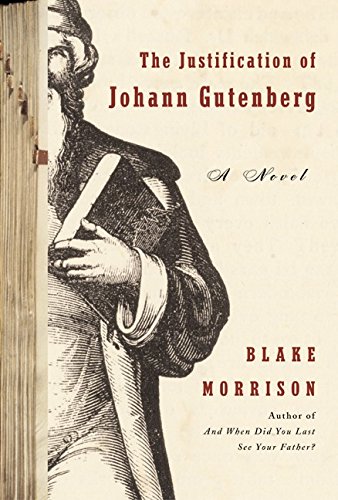 The Justification of
Johann Gutenberg
A Novel
BLAKE
MORRISON
Author of
And When Did You Last
See Your Father?